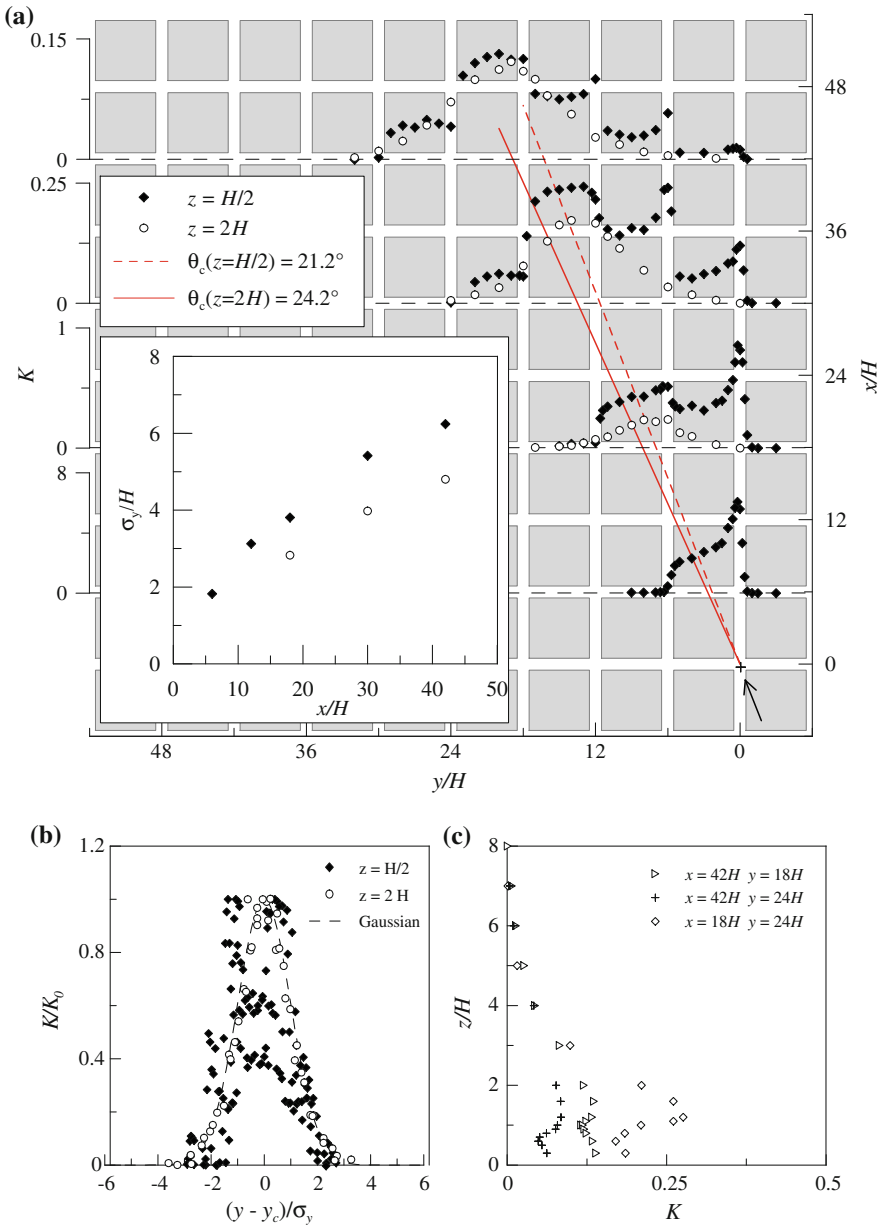 (a)
0.15
0
0.25
0
1
0
8
0
K
z = H/2
z = 2H
θc(z=H/2) = 21.2°
θc(z=2H) = 24.2°
8
6
4
2
0
σy/H
0 10 20 30 40 50
x/H
48
36
24
12
0
x/H
48 36 24 12 0
y/H
(b)
1.2
0.8
0.4
0
K/K0
z = H/2
z = 2 H
Gaussian
-6 -4 -2 0 2 4 6
(y - yc)/σy
(c)
8
6
4
2
0
z/H
x = 42H y = 18H
x = 42H y = 24H
x = 18H y = 24H
0 0.25 0.5
K